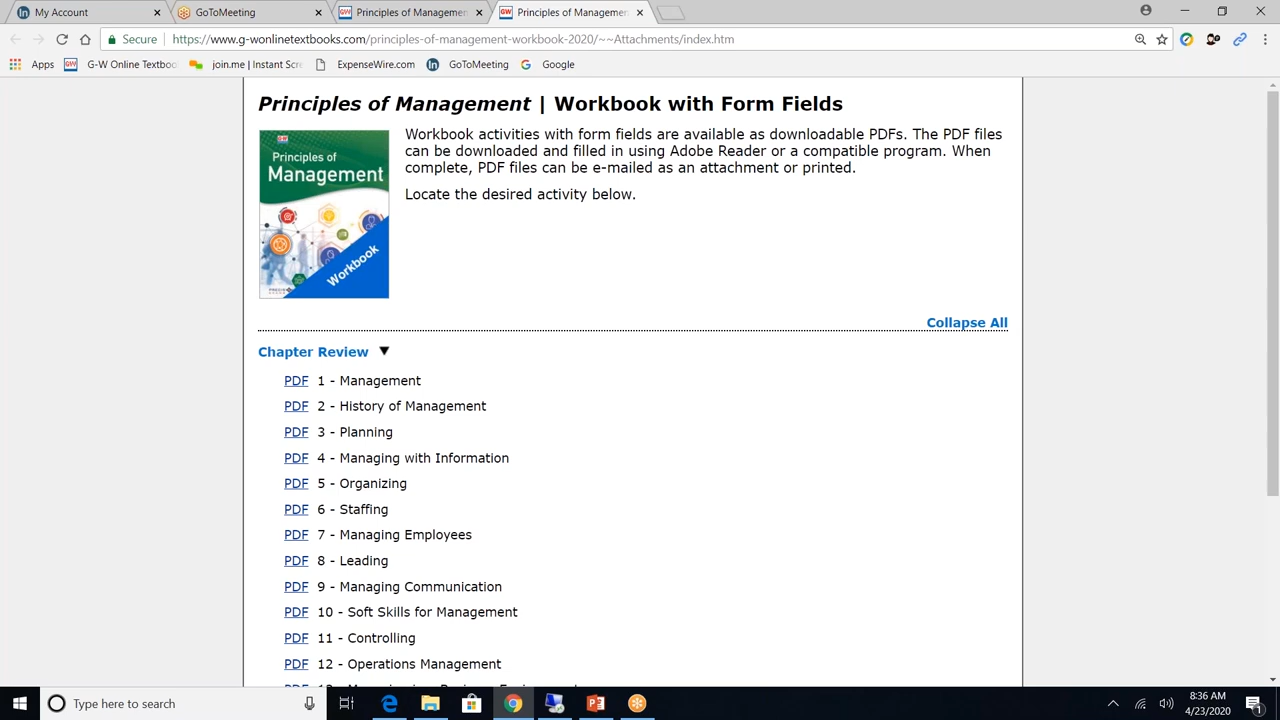 My Account
GoToMeeting
Principles of Managemen
Principles of Managemen
Secure
https://www.g-wonlinetextbooks.com/principles-of-management-workbook-2020/~~Attachments/index.htm
Apps
G-W Online Textboo
join.me | Instant Scre
ExpenseWire.com
GoToMeeting
Google
Principles of Management | Workbook with Form Fields
Principles of
Management
Workbook
Workbook activities with form fields are available as downloadable PDFs. The PDF files
can be downloaded and filled in using Adobe Reader or a compatible program. When
complete, PDF files can be e-mailed as an attachment or printed.
Locate the desired activity below.
Collapse All
Chapter Review
PDF 1 - Management
PDF 2 - History of Management
PDF 3 - Planning
PDF 4 - Managing with Information
PDF 5 - Organizing
PDF 6 - Staffing
PDF 7 - Managing Employees
PDF 8 - Leading
PDF 9 - Managing Communication
PDF 10 - Soft Skills for Management
PDF 11 - Controlling
PDF 12 - Operations Management
Type here to search
8:36 AM
4/23/2020